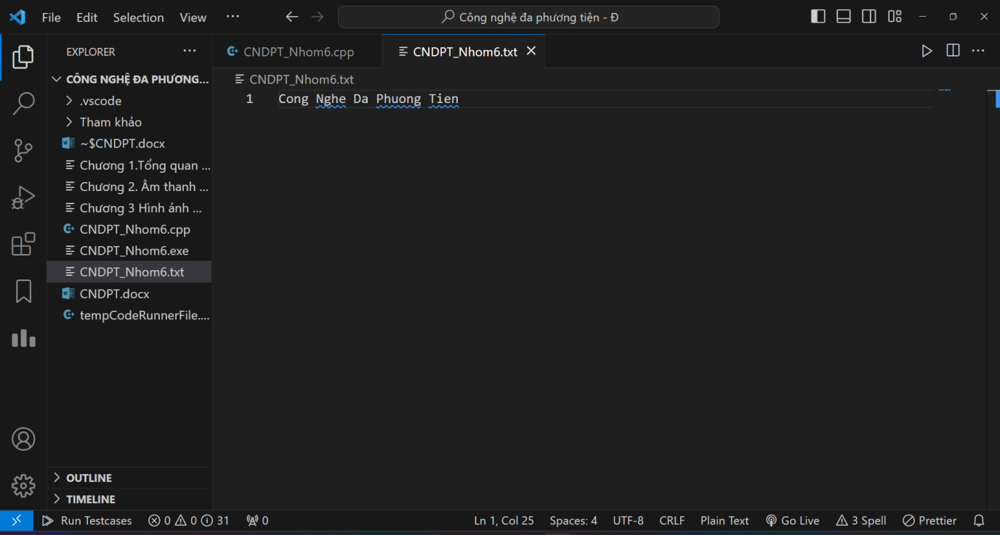 File Edit Selection View ··· Công nghệ đa phương tiện - Đ
EXPLORER ···
CÔNG NGHỆ ĐA PHƯƠNG...
.vscode
Tham khảo
~$CNDPT.docx
Chương 1.Tổng quan ...
Chương 2. Âm thanh ...
Chương 3 Hình ảnh ...
CNDPT_Nhom6.cpp
CNDPT_Nhom6.exe
CNDPT_Nhom6.txt
CNDPT.docx
tempCodeRunnerFile....
OUTLINE
TIMELINE
CNDPT_Nhom6.cpp CNDPT_Nhom6.txt
CNDPT_Nhom6.txt
1 Cong Nghe Da Phuong Tien
Run Testcases 0 0 31 0 Ln 1, Col 25 Spaces: 4 UTF-8 CRLF Plain Text Go Live 3 Spell Prettier